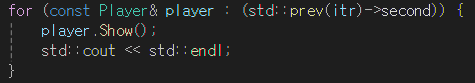 for (const Player& player : (std::prev(itr)->second)) {
player.Show();
std::cout << std::endl;
}